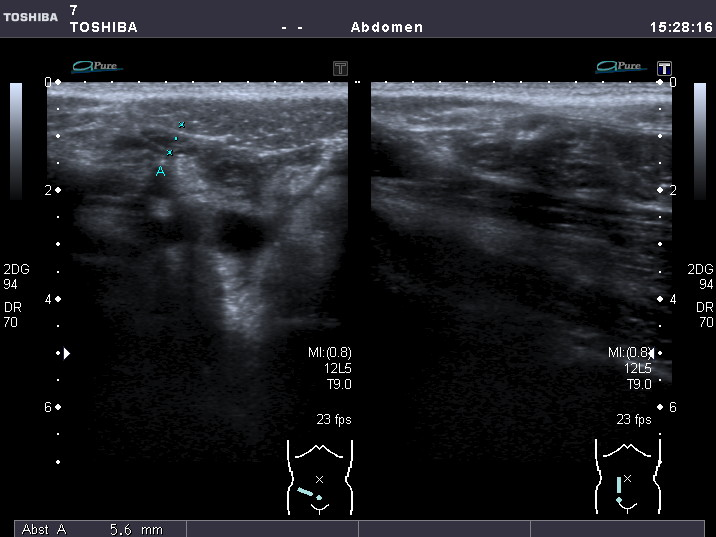 TOSHIBA
7
TOSHIBA - - Abdomen 15:28:16
aPure T aPure T
0 0
A
2 2
2DG 2DG
94 94
DR DR
70 70
4 4
MI:(0.8) MI:(0.8)
12L5 12L5
T9.0 T9.0
6 6
23 fps 23 fps
Abst A 5.6 mm